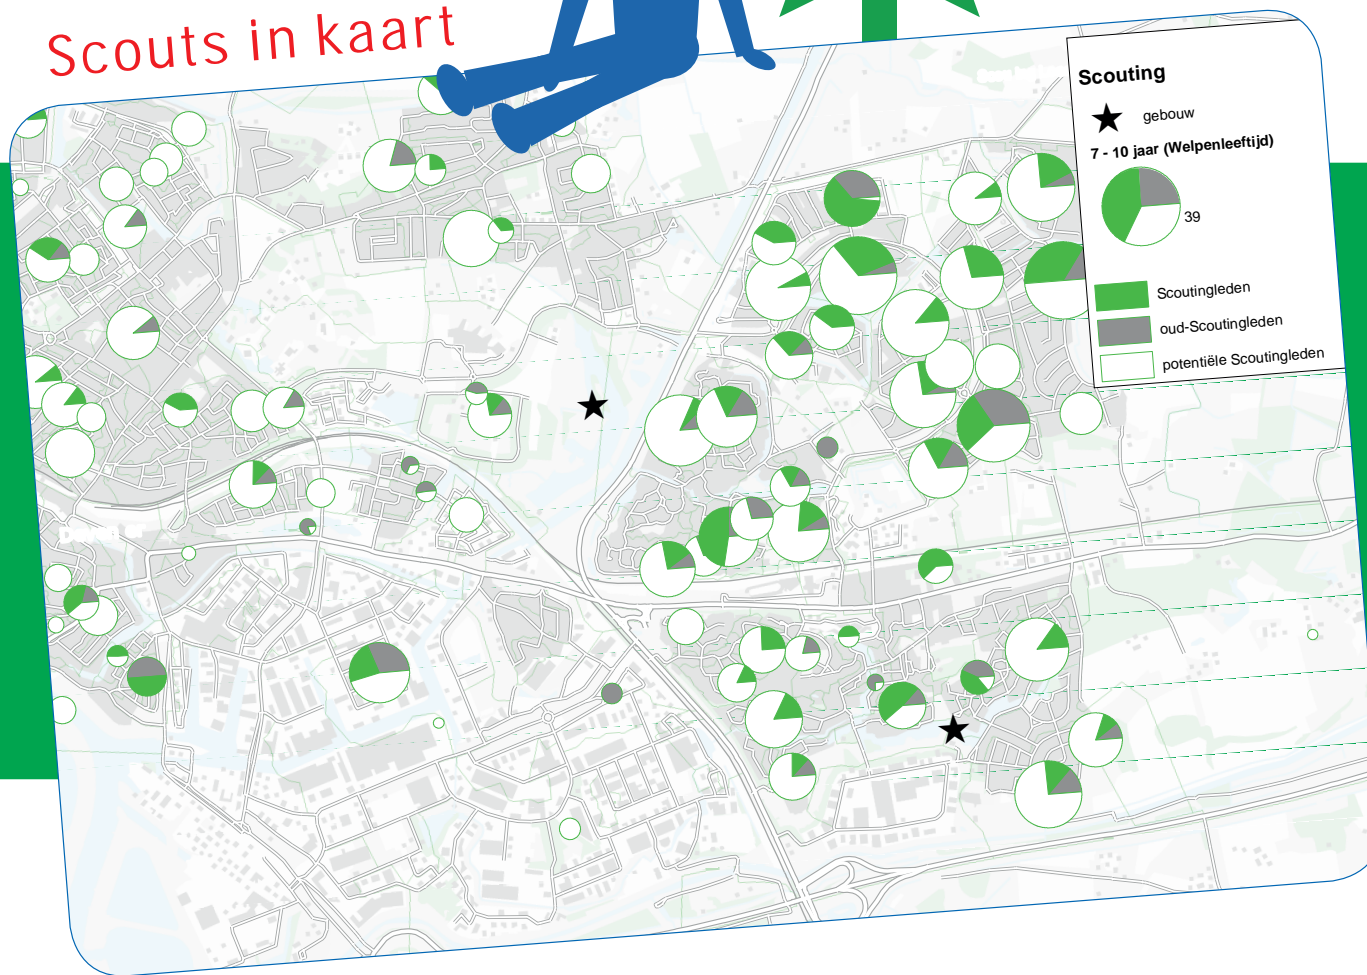 Scouts in kaart
Scouting
gebouw
7 - 10 jaar (Welpenleeftijd)
39
Scoutingleden
oud-Scoutingleden
potentiële Scoutingleden